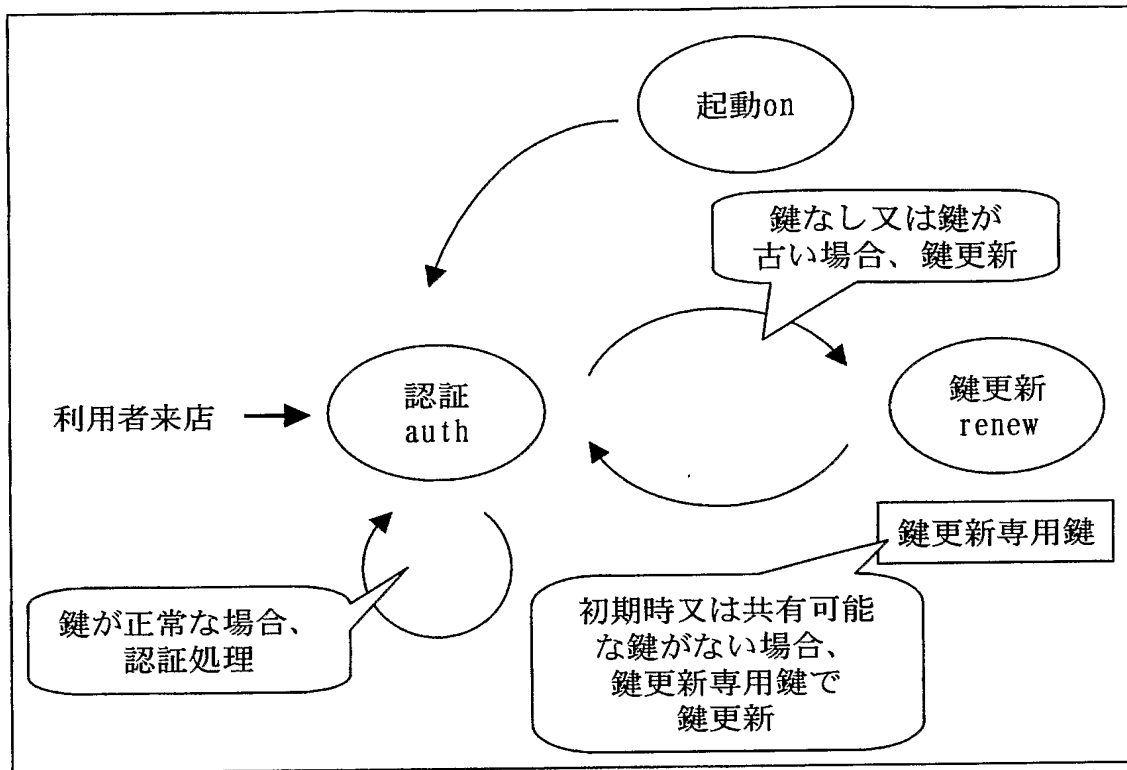 起動on
鍵なし又は鍵が
古い場合、鍵更新
利用者来店
認証
auth
鍵更新
renew
鍵更新専用鍵
鍵が正常な場合、
認証処理
初期時又は共有可能
な鍵がない場合、
鍵更新専用鍵で
鍵更新